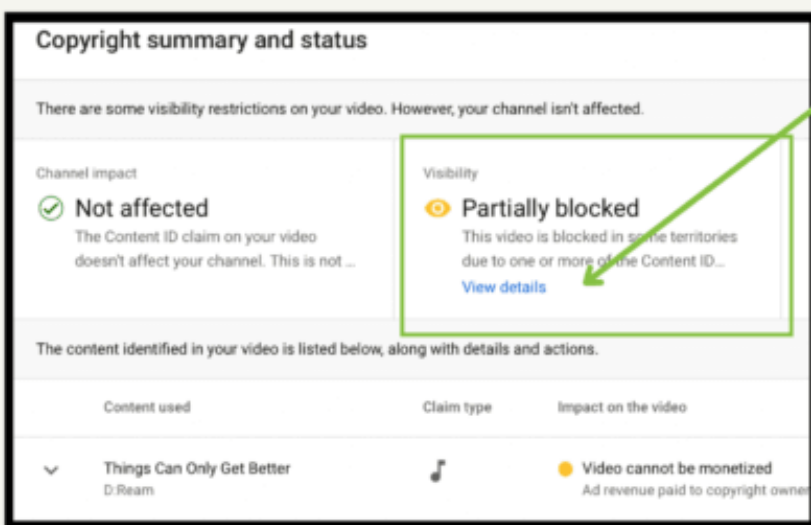 Copyright summary and status
There are some visibility restrictions on your video. However, your channel isn't affected.
Channel impact
Not affected
The Content ID claim on your video
doesn't affect your channel. This is not ...
Visibility
Partially blocked
This video is blocked in some territories
due to one or more of the Content ID...
View details
The content identified in your video is listed below, along with details and actions.
Content used Claim type Impact on the video
Things Can Only Get Better Video cannot be monetized
D:Ream Ad revenue paid to copyright owner